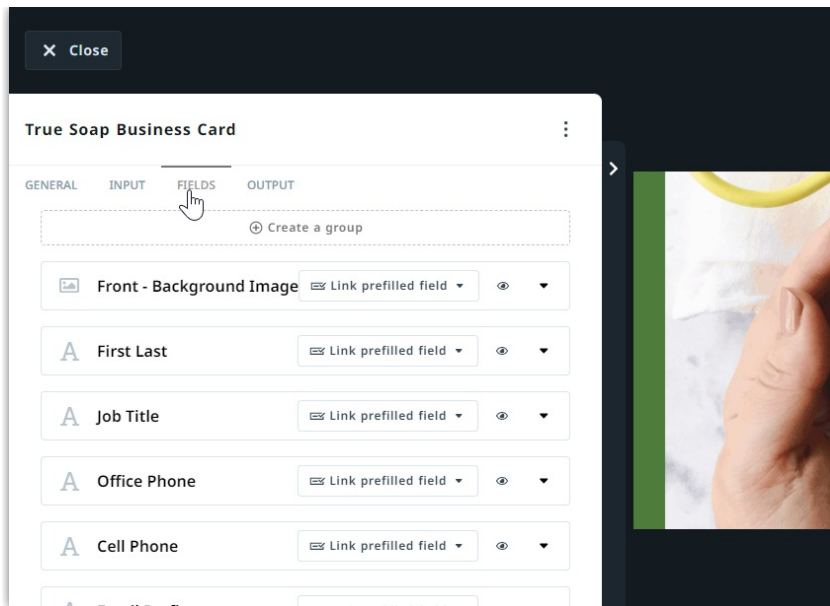 Close
True Soap Business Card
GENERAL INPUT FIELDS OUTPUT
Create a group
Front - Background Image Link prefilled field
First Last Link prefilled field
Job Title Link prefilled field
Office Phone Link prefilled field
Cell Phone Link prefilled field